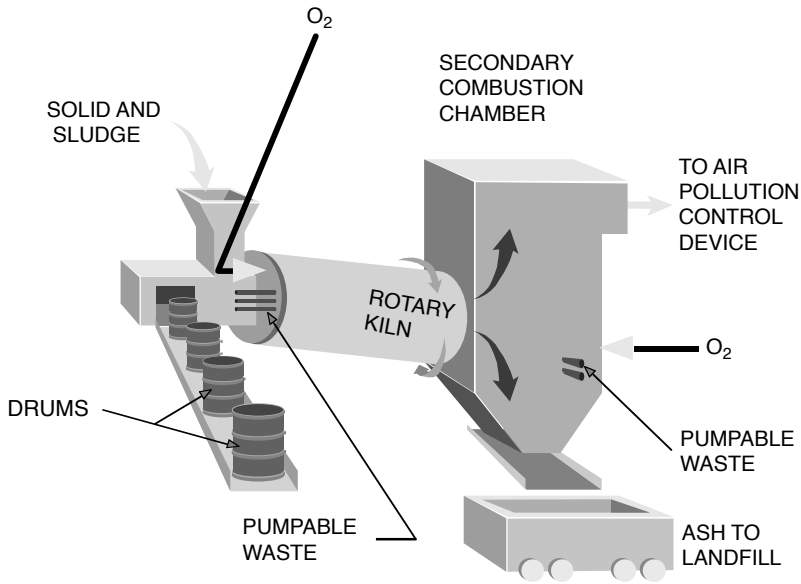 O₂
SECONDARY
COMBUSTION
CHAMBER
SOLID AND
SLUDGE
TO AIR
POLLUTION
CONTROL
DEVICE
ROTARY
KILN
O₂
DRUMS
PUMPABLE
WASTE
PUMPABLE
WASTE
ASH TO
LANDFILL